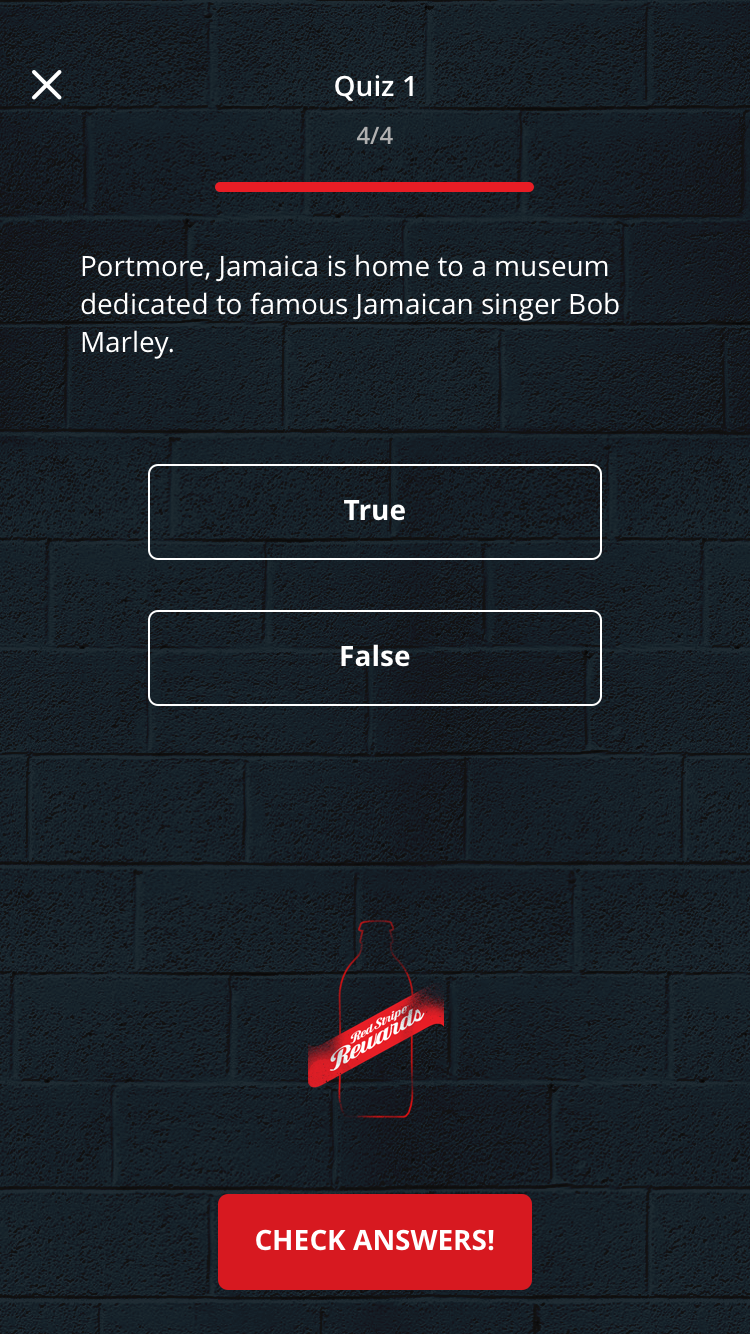 Quiz 1
4/4
Portmore, Jamaica is home to a museum
dedicated to famous Jamaican singer Bob
Marley.
True
False
Red Stripe
Rewards
CHECK ANSWERS!